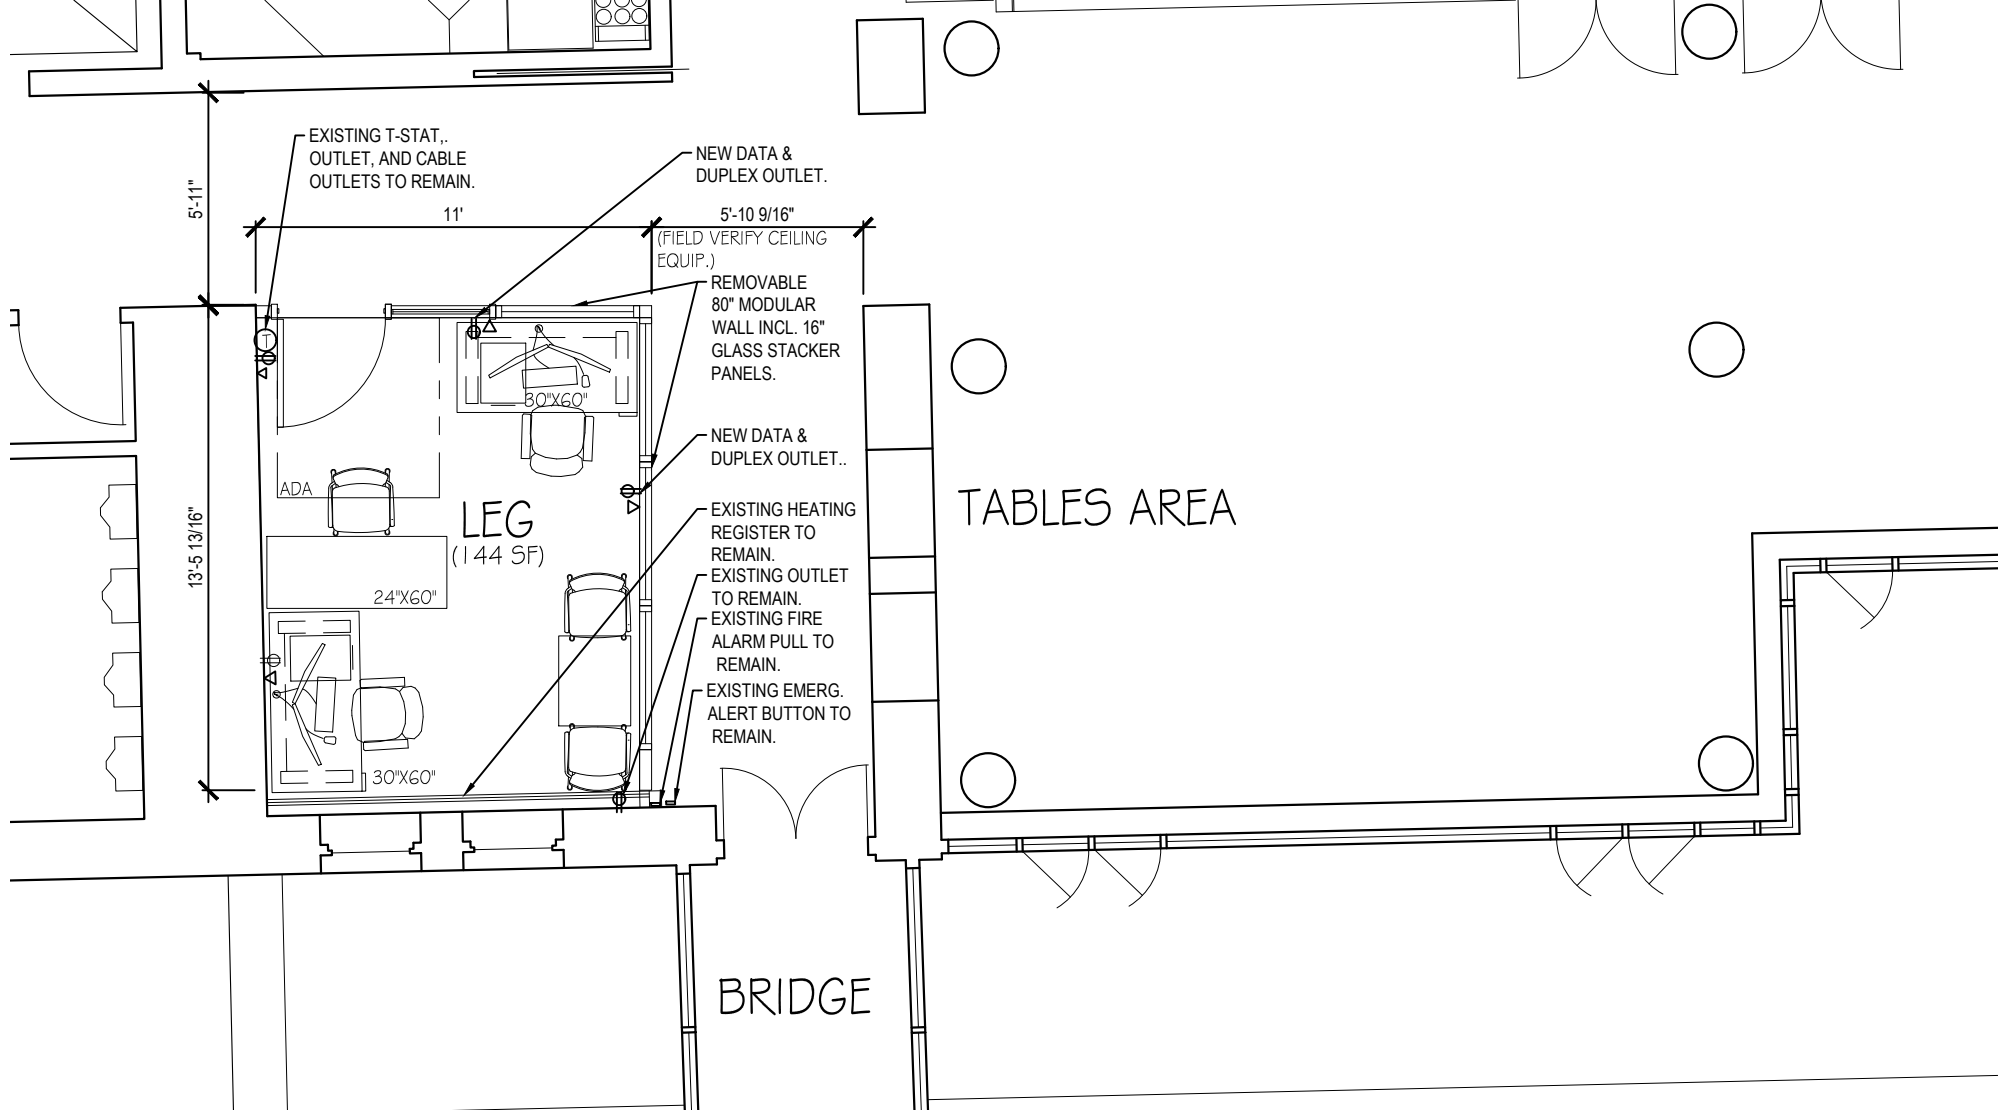 EXISTING T-STAT,.
OUTLET, AND CABLE
OUTLETS TO REMAIN.
NEW DATA &
DUPLEX OUTLET.
5'-11"
11'
5'-10 9/16"
(FIELD VERIFY CEILING
EQUIP.)
REMOVABLE
80" MODULAR
WALL INCL. 16"
GLASS STACKER
PANELS.
T
30"X60"
NEW DATA &
DUPLEX OUTLET..
ADA
LEG
(144 SF)
TABLES AREA
EXISTING HEATING
REGISTER TO
REMAIN.
13'-5 13/16"
EXISTING OUTLET
TO REMAIN.
24"X60"
EXISTING FIRE
ALARM PULL TO
REMAIN.
EXISTING EMERG.
ALERT BUTTON TO
REMAIN.
30"X60"
BRIDGE